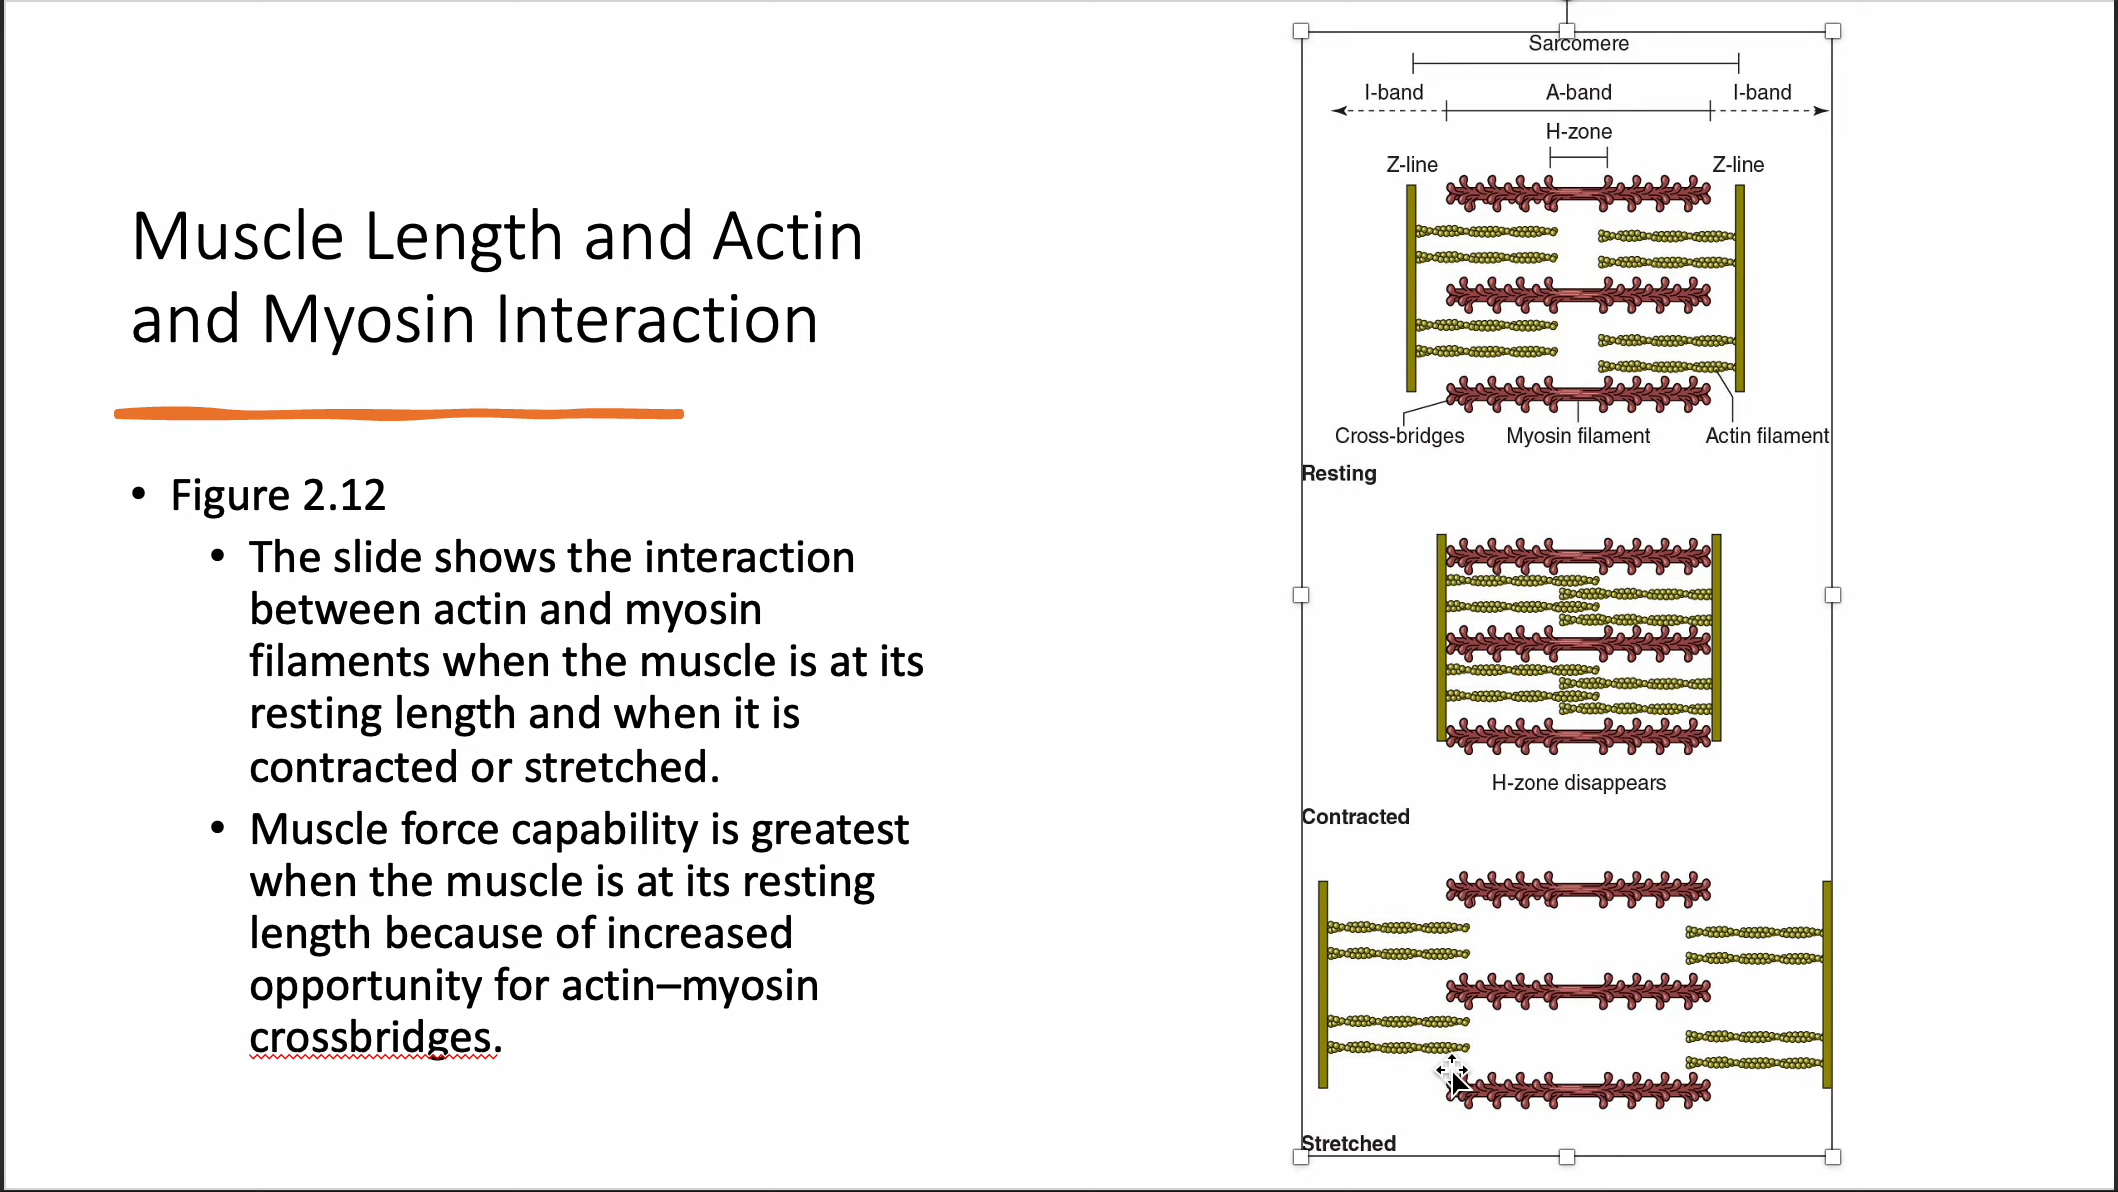 Muscle Length and Actin
and Myosin Interaction
• Figure 2.12
• The slide shows the interaction
between actin and myosin
filaments when the muscle is at its
resting length and when it is
contracted or stretched.
• Muscle force capability is greatest
when the muscle is at its resting
length because of increased
opportunity for actin–myosin
crossbridges.
Sarcomere
I-band A-band I-band
H-zone
Z-line Z-line
Cross-bridges Myosin filament Actin filament
Resting
H-zone disappears
Contracted
Stretched